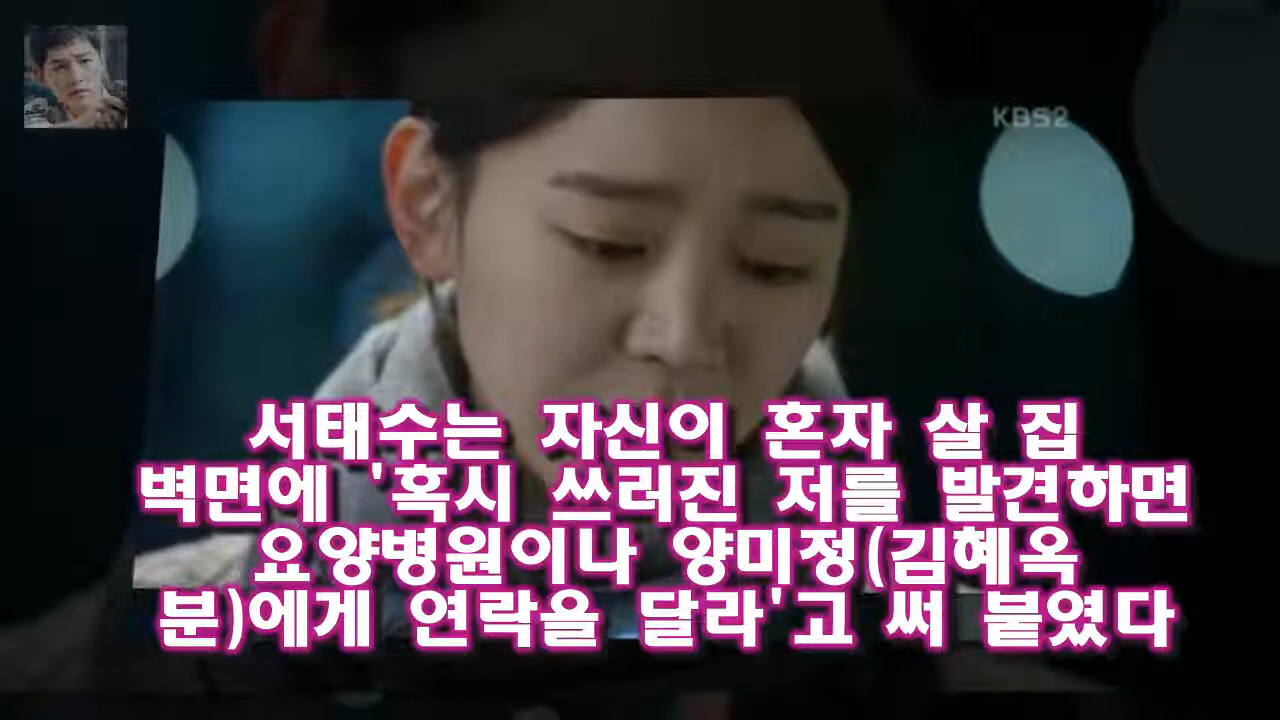 KBS2
서태수는 자신이 혼자 살 집
벽면에 '혹시 쓰러진 저를 발견하면
요양병원이나 양미정(김혜옥
분)에게 연락을 달라'고 써 붙였다